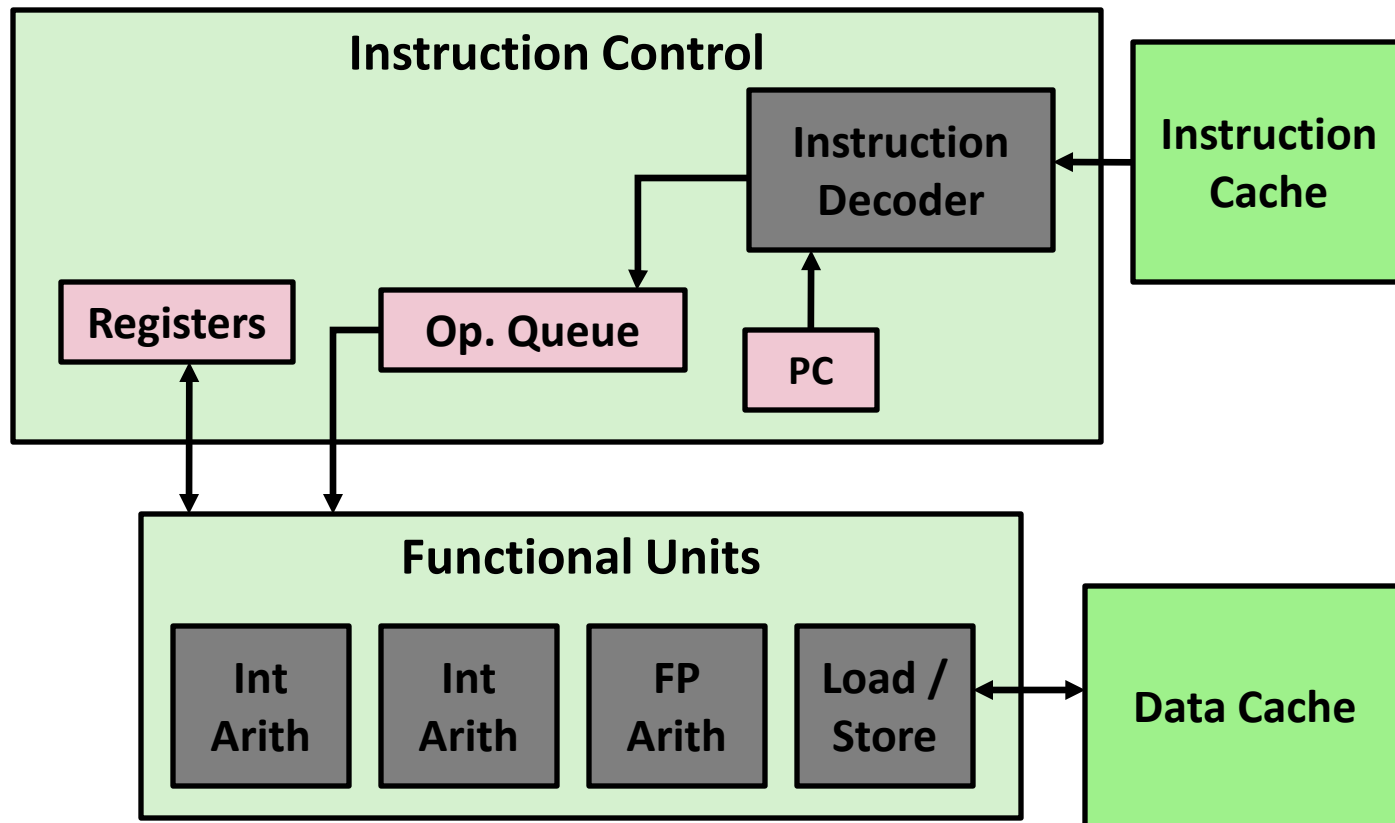 Instruction Control
Instruction
Decoder
Instruction
Cache
Registers
Op. Queue
PC
Functional Units
Int
Arith
Int
Arith
FP
Arith
Load /
Store
Data Cache